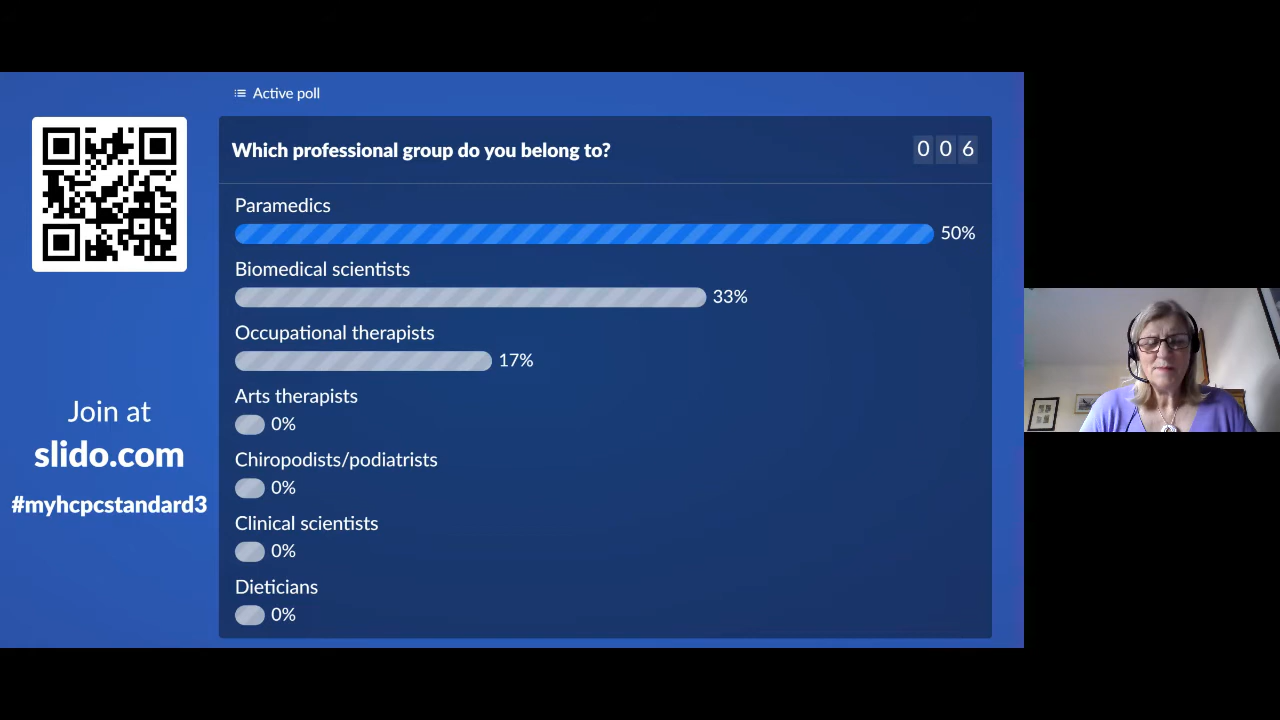 Active poll
Which professional group do you belong to?
0 0 6
Paramedics
50%
Biomedical scientists
33%
Occupational therapists
17%
Arts therapists
0%
Chiropodists/podiatrists
0%
Clinical scientists
0%
Dieticians
0%
Join at
slido.com
#myhcpcstandard3